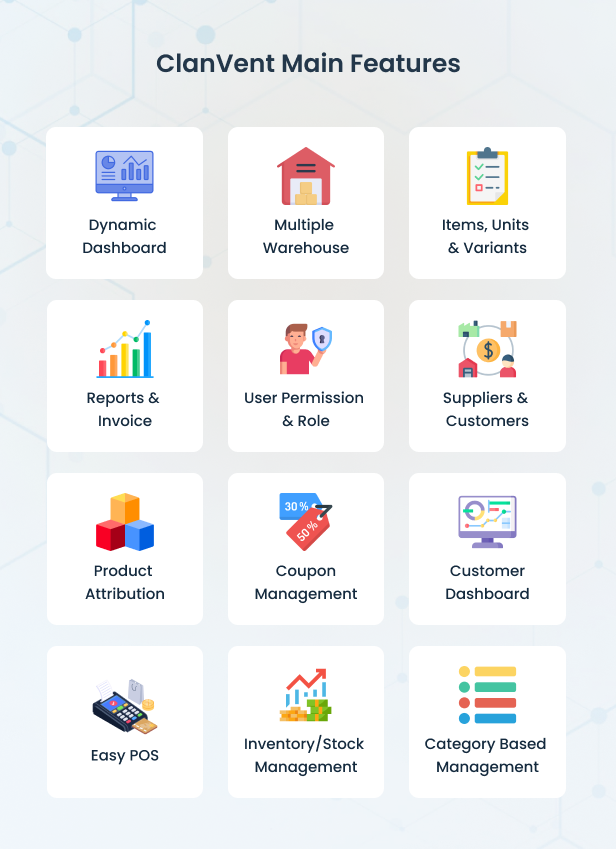 ClanVent Main Features
Dynamic
Dashboard
Multiple
Warehouse
Items, Units
& Variants
Reports &
Invoice
User Permission
& Role
Suppliers &
Customers
Product
Attribution
30%
50%
Coupon
Management
Customer
Dashboard
Easy POS
Inventory/Stock
Management
Category Based
Management